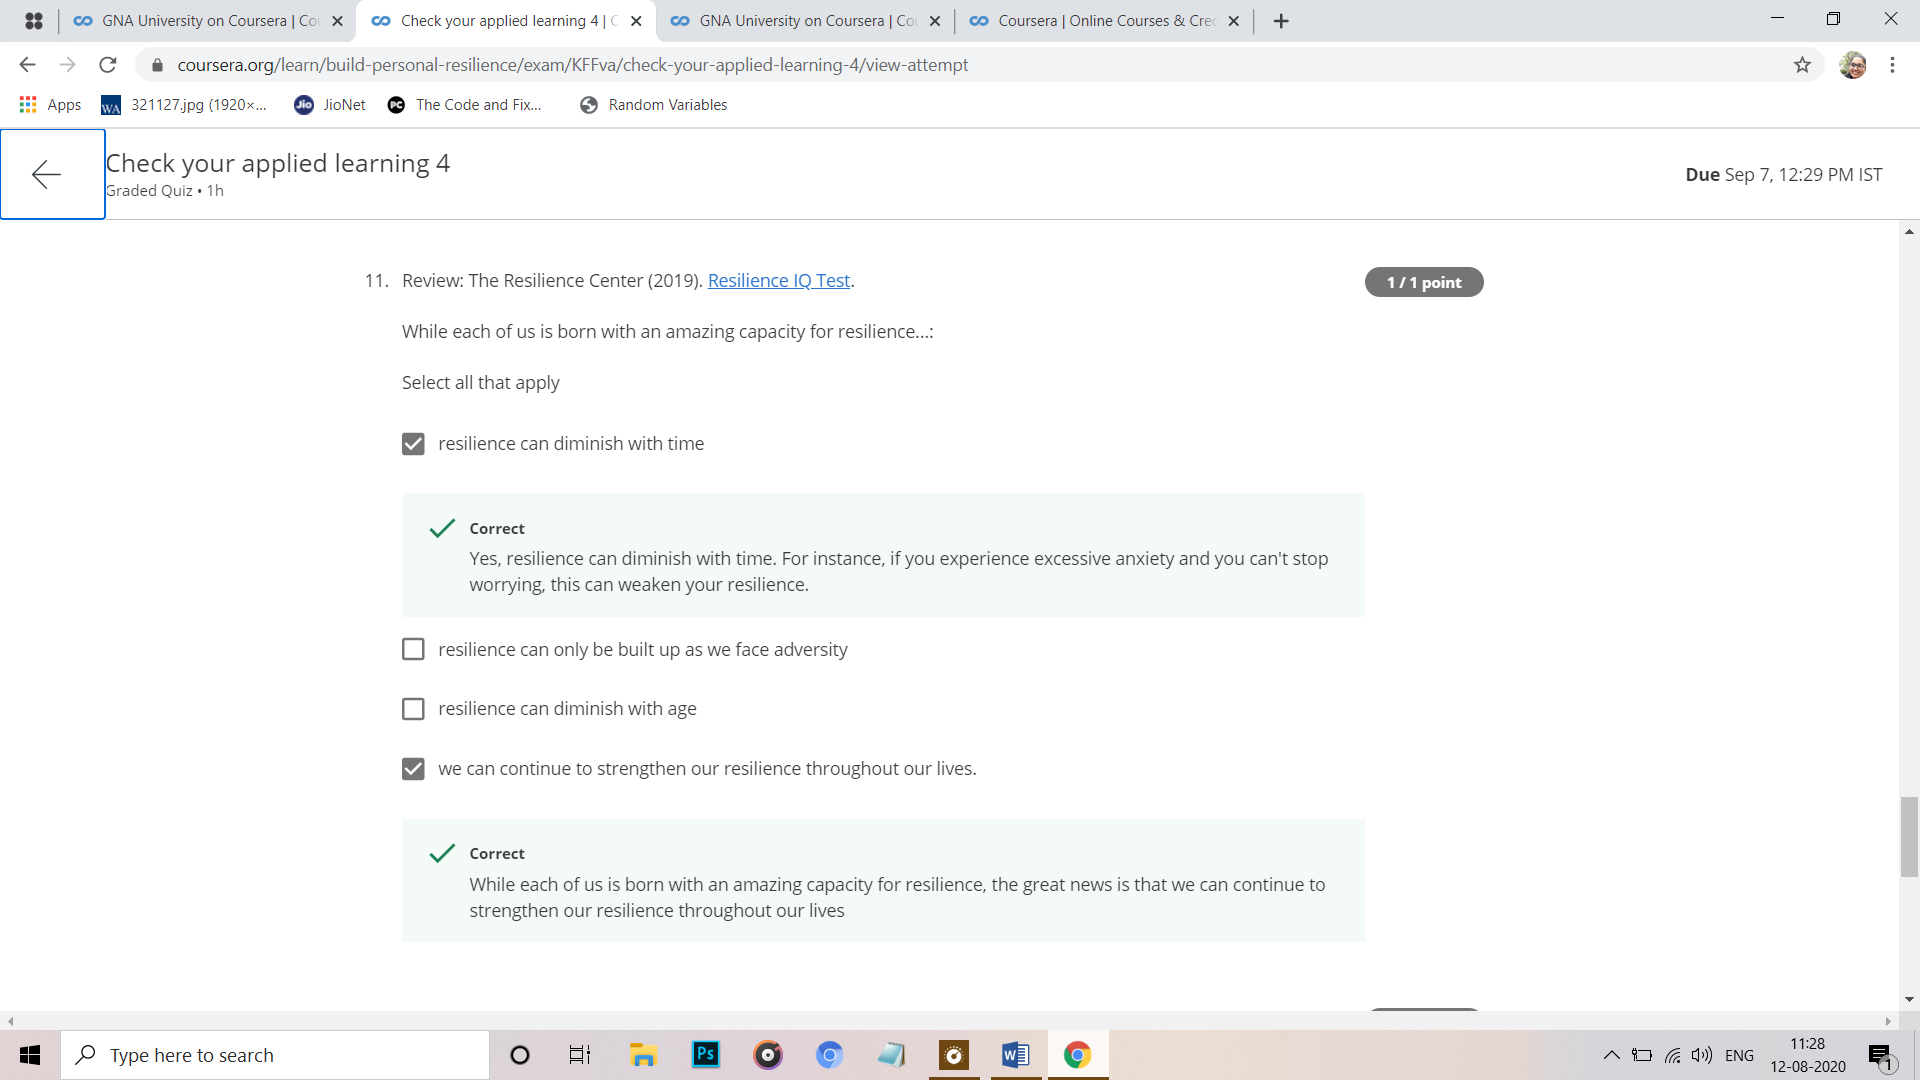 GNA University on Coursera | Co
Check your applied learning 4 | C
GNA University on Coursera | Co
Coursera | Online Courses & Cre
coursera.org/learn/build-personal-resilience/exam/KFFva/check-your-applied-learning-4/view-attempt
Apps
WA
321127.jpg (1920×...
Jio
JioNet
PC
The Code and Fix...
Random Variables
Check your applied learning 4
Graded Quiz • 1h
Due Sep 7, 12:29 PM IST
11. Review: The Resilience Center (2019). Resilience IQ Test.
1 / 1 point
While each of us is born with an amazing capacity for resilience...:
Select all that apply
resilience can diminish with time
Correct
Yes, resilience can diminish with time. For instance, if you experience excessive anxiety and you can't stop
worrying, this can weaken your resilience.
resilience can only be built up as we face adversity
resilience can diminish with age
we can continue to strengthen our resilience throughout our lives.
Correct
While each of us is born with an amazing capacity for resilience, the great news is that we can continue to
strengthen our resilience throughout our lives
Type here to search
Ps
W
ENG
11:28
12-08-2020
1